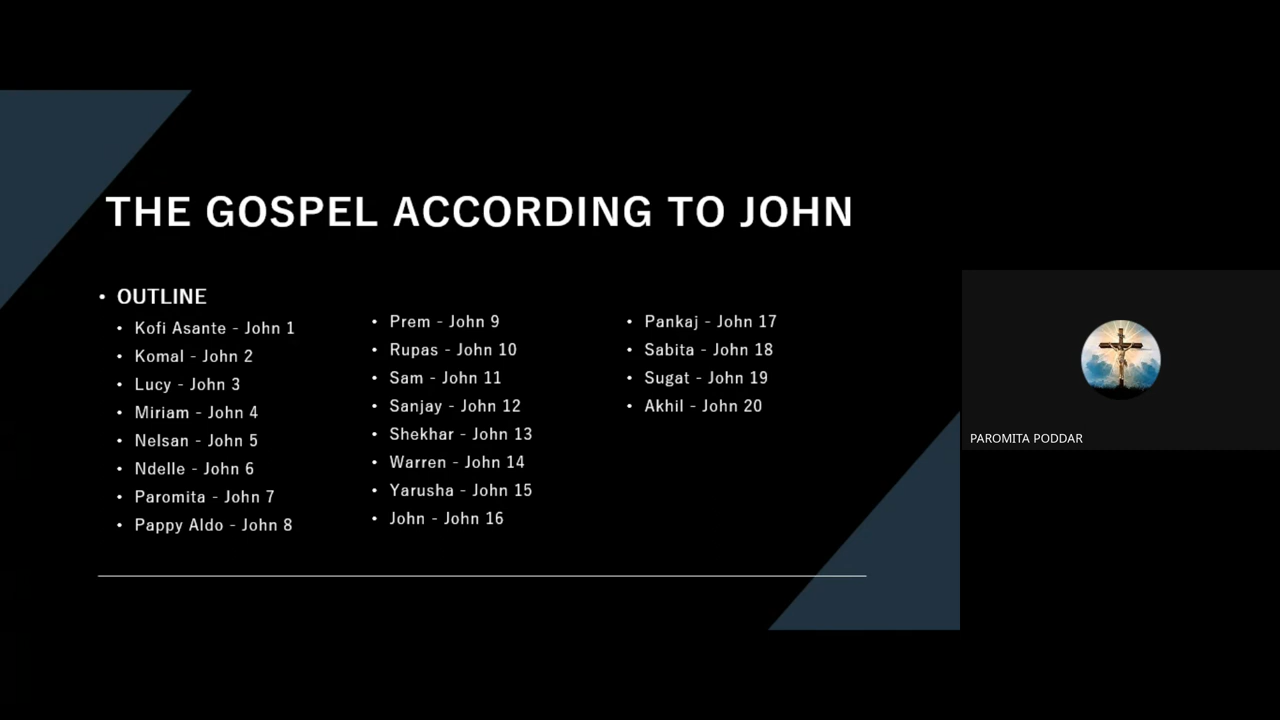 THE GOSPEL ACCORDING TO JOHN
• OUTLINE
• Kofi Asante - John 1
• Komal - John 2
• Lucy - John 3
• Miriam - John 4
• Nelsan - John 5
• Ndelle - John 6
• Paromita - John 7
• Pappy Aldo - John 8
• Prem - John 9
• Rupas - John 10
• Sam - John 11
• Sanjay - John 12
• Shekhar - John 13
• Warren - John 14
• Yarusha - John 15
• John - John 16
• Pankaj - John 17
• Sabita - John 18
• Sugat - John 19
• Akhil - John 20
PAROMITA PODDAR